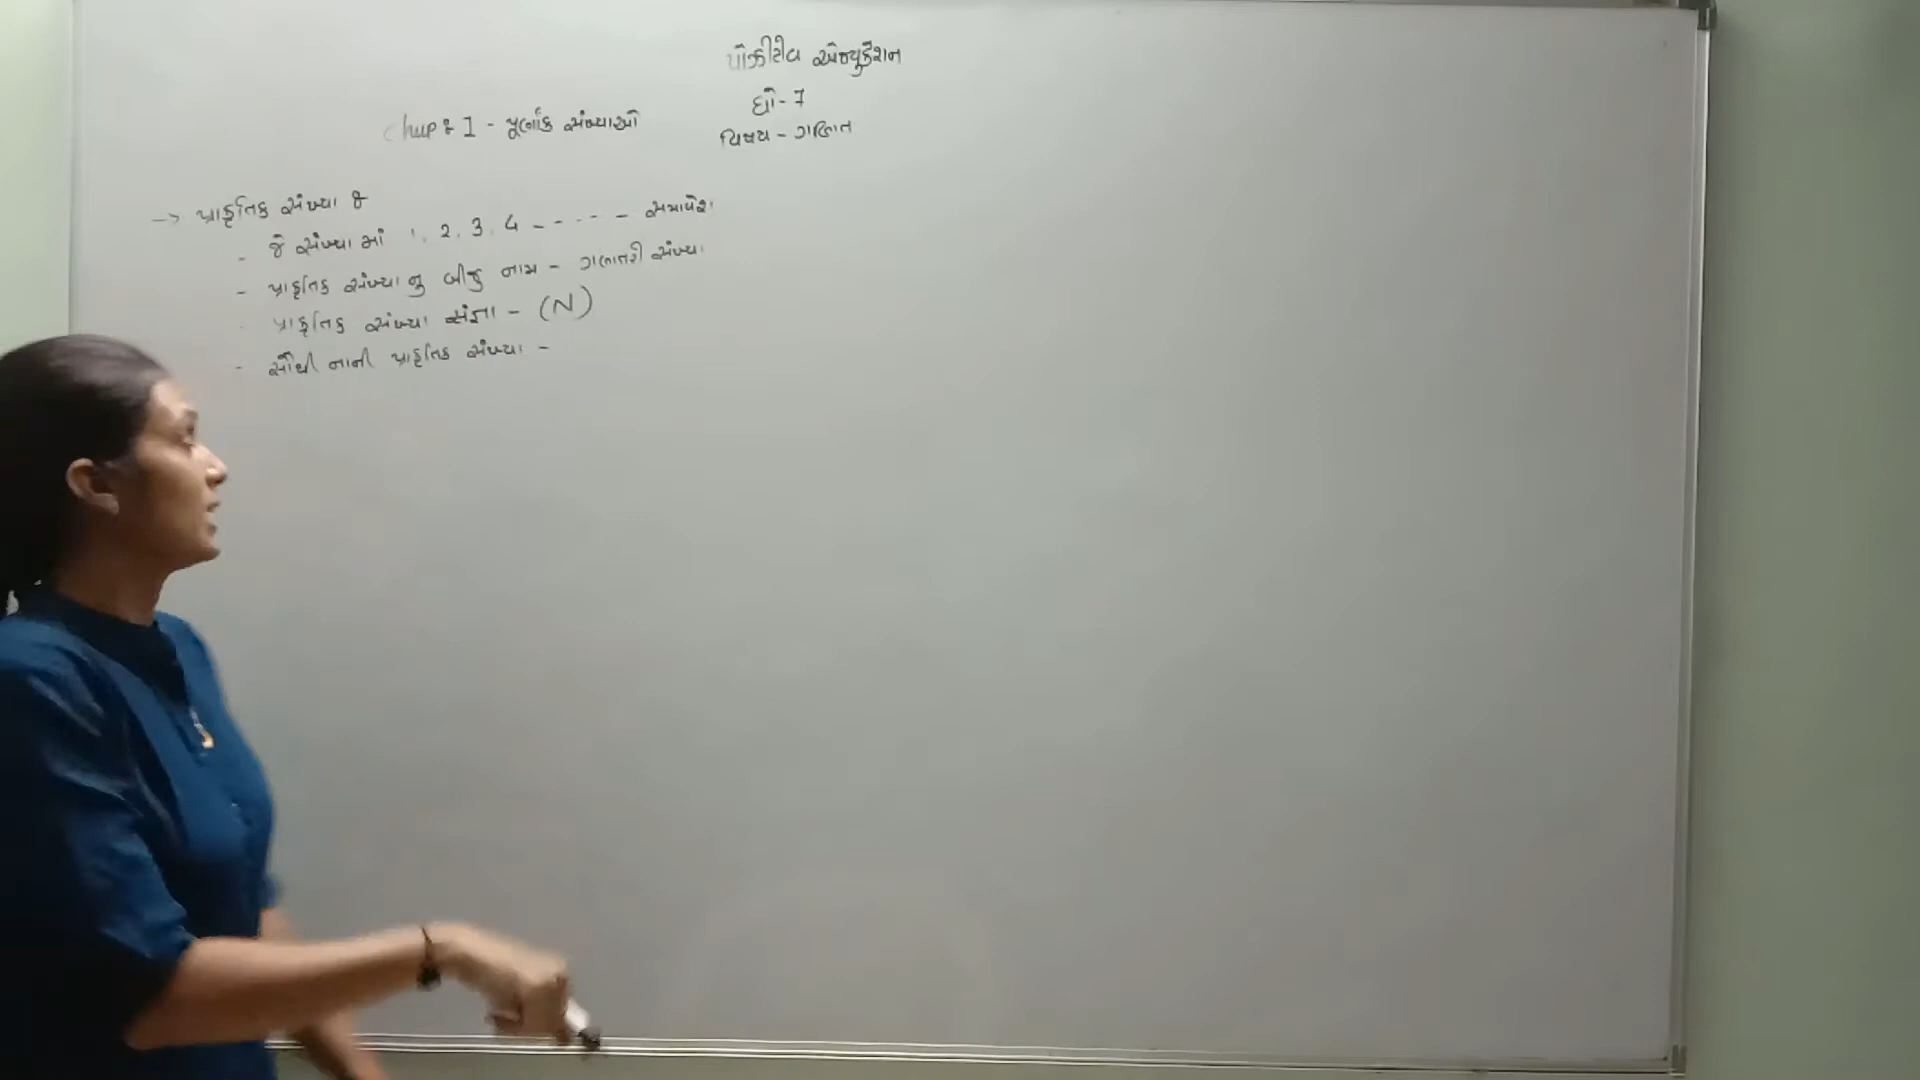 પોઝીટીવ એજ્યુકેશન
ધો- 7
વિષય - ગણિત
Chap : 1 - પૂર્ણાંક સંખ્યાઓ
→ પ્રાકૃતિક સંખ્યા :
- જે સંખ્યા માં 1, 2, 3, 4 - - - - - સમાવેશ
- પ્રાકૃતિક સંખ્યા નુ બીજુ નામ - ગણતરી સંખ્યા
- પ્રાકૃતિક સંખ્યા સંજ્ઞા - (N)
- સૌથી નાની પ્રાકૃતિક સંખ્યા -